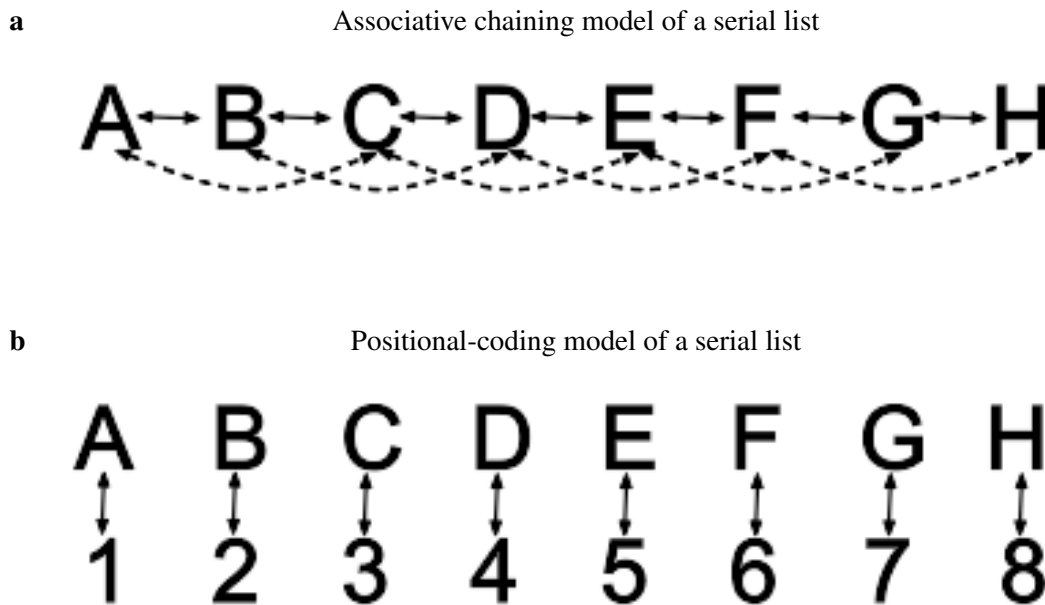 a Associative chaining model of a serial list
A B C D E F G H
b Positional-coding model of a serial list
A B C D E F G H
1 2 3 4 5 6 7 8